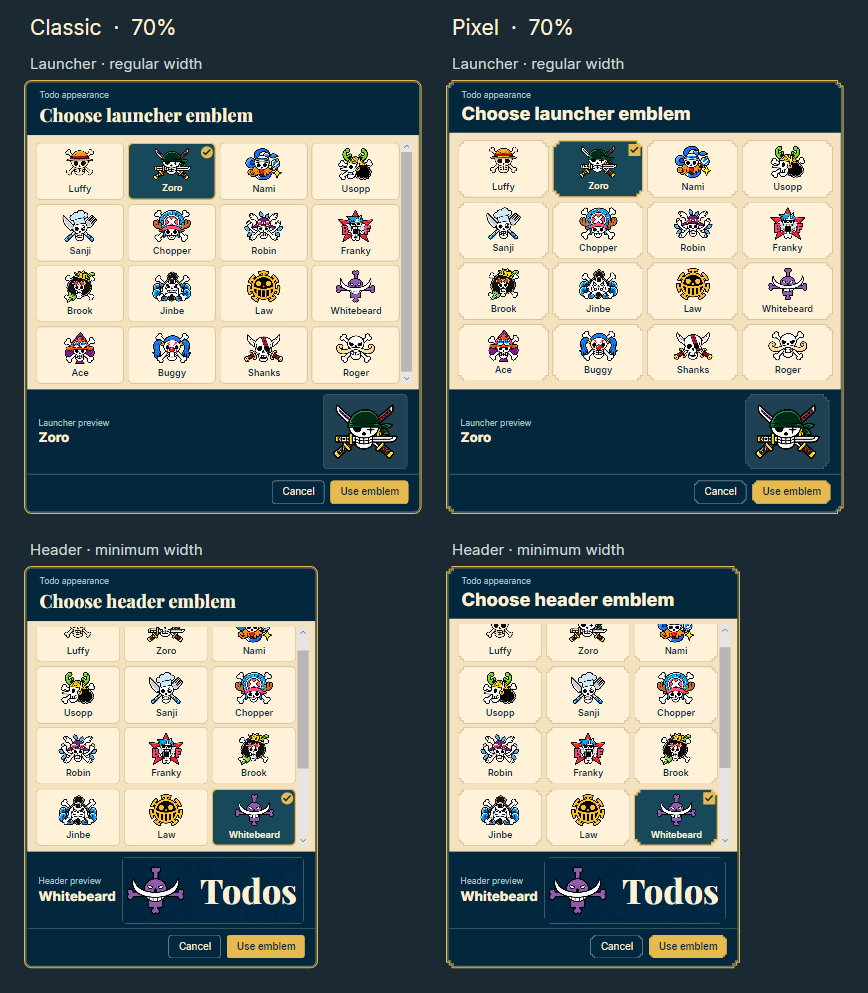 Classic · 70%
Launcher · regular width
Todo appearance
Choose launcher emblem
Luffy Zoro Nami Usopp
Sanji Chopper Robin Franky
Brook Jinbe Law Whitebeard
Ace Buggy Shanks Roger
Launcher preview
Zoro
Cancel Use emblem
Pixel · 70%
Launcher · regular width
Todo appearance
Choose launcher emblem
Luffy Zoro Nami Usopp
Sanji Chopper Robin Franky
Brook Jinbe Law Whitebeard
Ace Buggy Shanks Roger
Launcher preview
Zoro
Cancel Use emblem
Header · minimum width
Todo appearance
Choose header emblem
Luffy Zoro Nami
Usopp Sanji Chopper
Robin Franky Brook
Jinbe Law Whitebeard
Header preview
Whitebeard
Todos
Cancel Use emblem
Header · minimum width
Todo appearance
Choose header emblem
Luffy Zoro Nami
Usopp Sanji Chopper
Robin Franky Brook
Jinbe Law Whitebeard
Header preview
Whitebeard
Todos
Cancel Use emblem